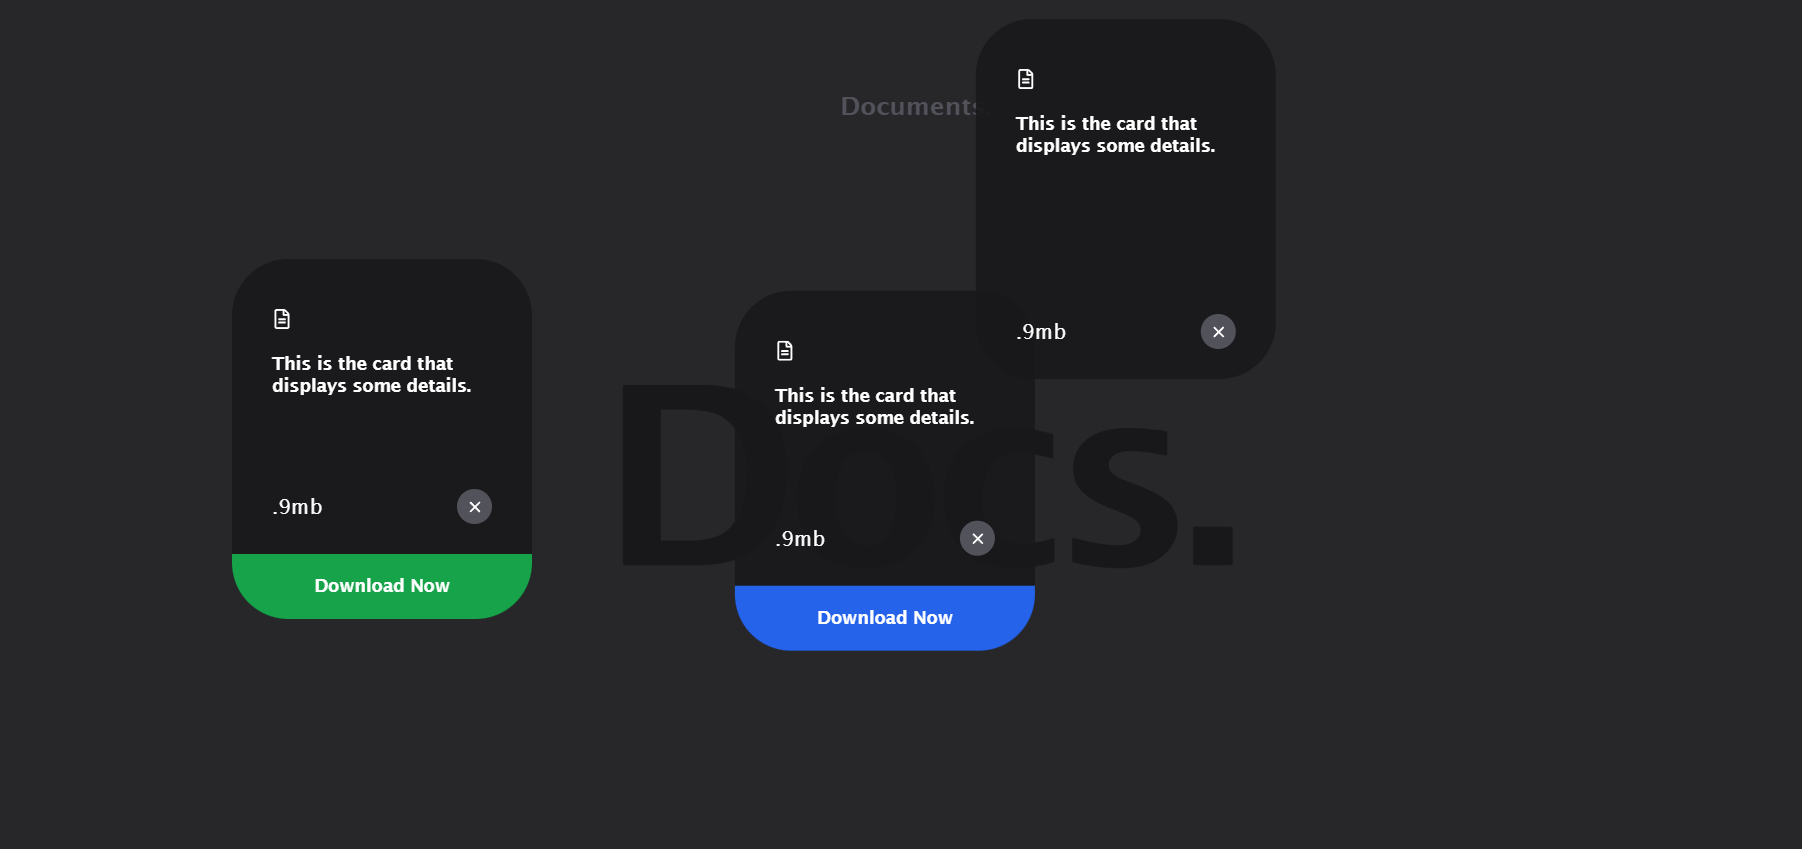 Documents.
This is the card that
displays some details.
.9mb
This is the card that
displays some details.
.9mb
Download Now
This is the card that
displays some details.
.9mb
Download Now
Docs.